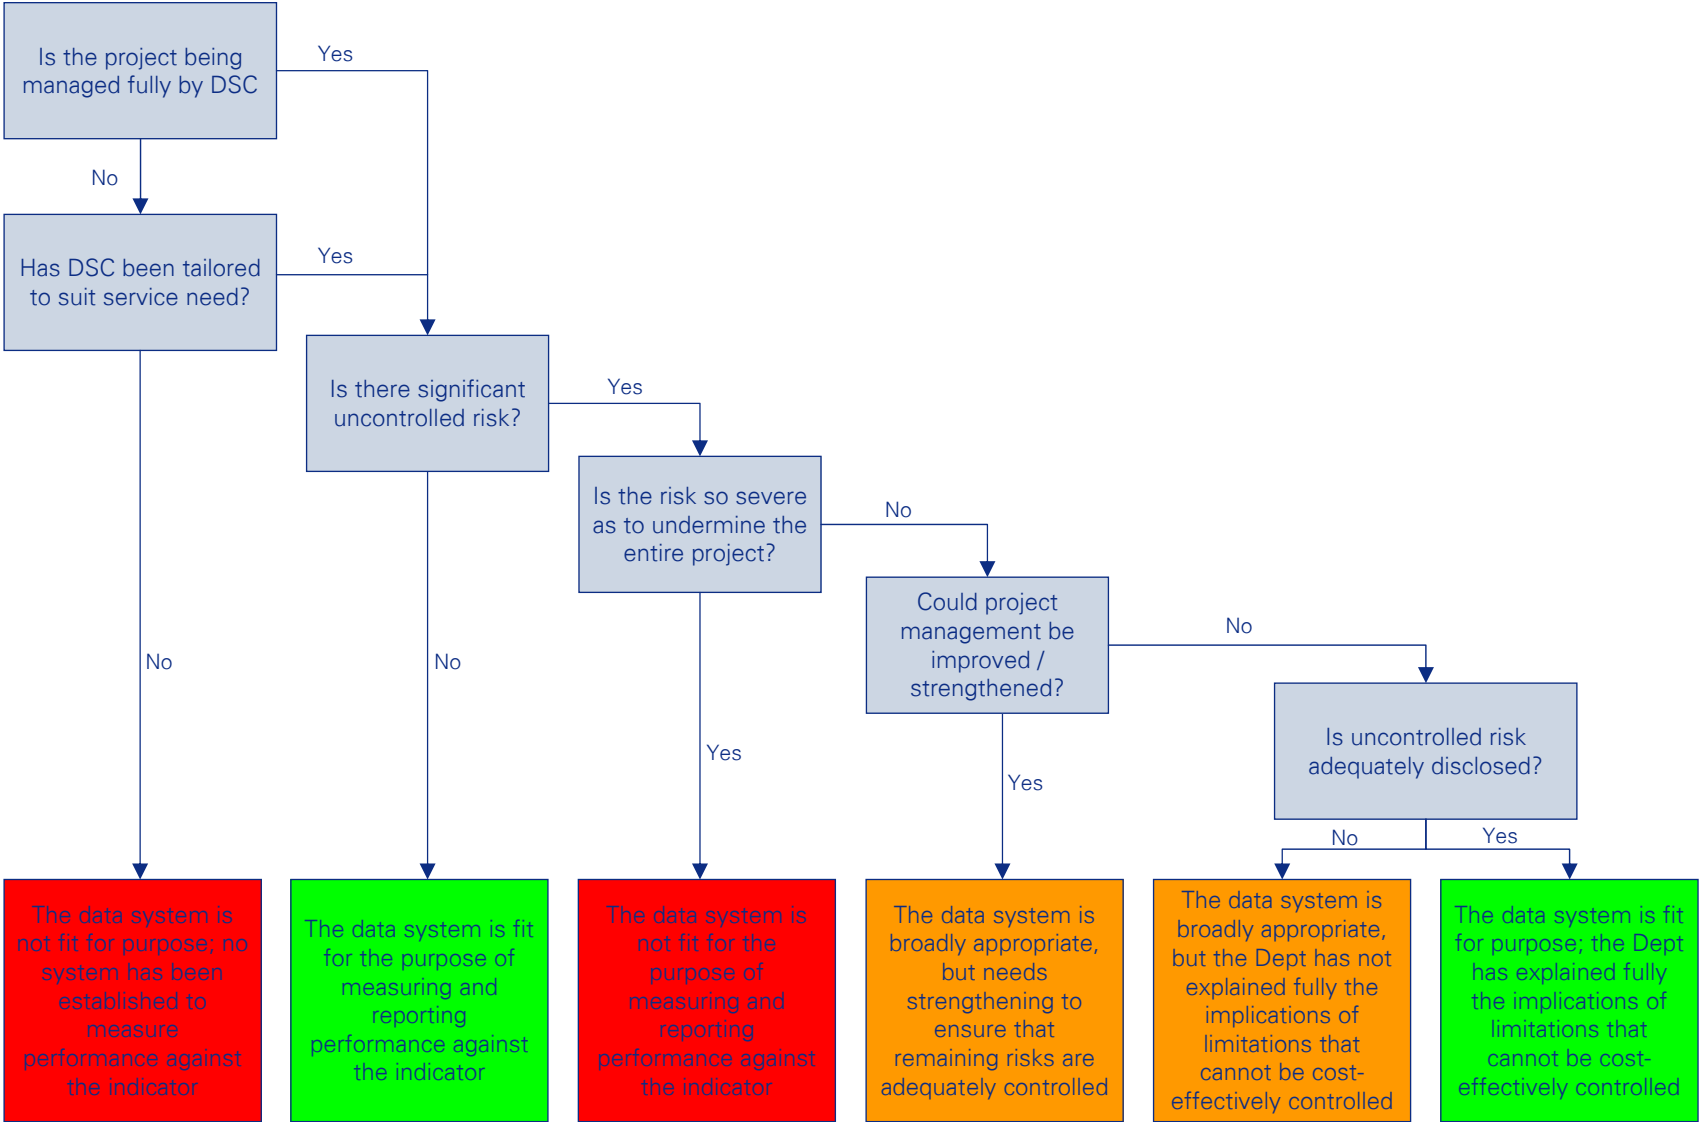 Is the project being
managed fully by DSC
Yes
No
Has DSC been tailored
to suit service need?
Yes
No
Is there significant
uncontrolled risk?
Yes
No
Is the risk so severe
as to undermine the
entire project?
No
Yes
Could project
management be
improved /
strengthened?
No
Yes
Is uncontrolled risk
adequately disclosed?
No
Yes
The data system is
not fit for purpose; no
system has been
established to
measure
performance against
the indicator
The data system is fit
for the purpose of
measuring and
reporting
performance against
the indicator
The data system is
not fit for the
purpose of
measuring and
reporting
performance against
the indicator
The data system is
broadly appropriate,
but needs
strengthening to
ensure that
remaining risks are
adequately controlled
The data system is
broadly appropriate,
but the Dept has not
explained fully the
implications of
limitations that
cannot be cost-
effectively controlled
The data system is fit
for purpose; the Dept
has explained fully
the implications of
limitations that
cannot be cost-
effectively controlled